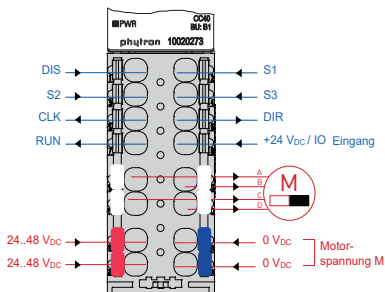 PWR
CC40
BU: B1
phytron 10020273
DIS
S1
S2
S3
CLK
DIR
RUN
+24 VDC / IO Eingang
A
B
M
C
D
24..48 VDC
0 VDC
Motor-
24..48 VDC
0 VDC
spannung M